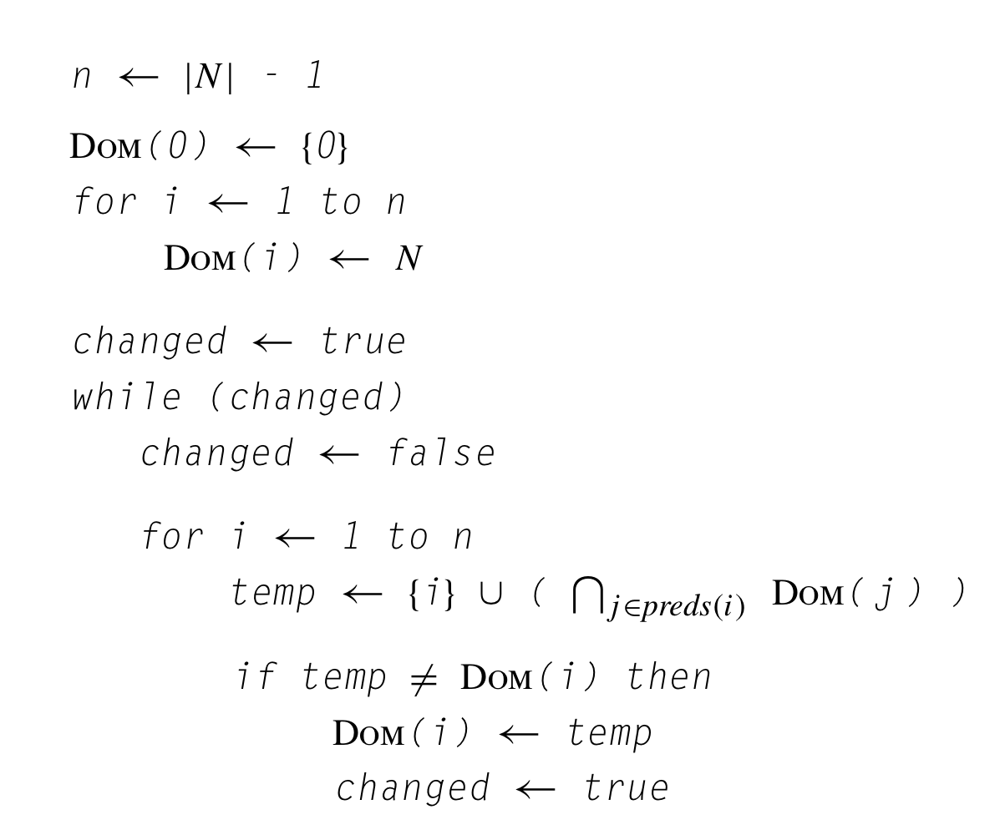 n ← |N| - 1
Dom(0) ← {0}
for i ← 1 to n
Dom(i) ← N
changed ← true
while (changed)
changed ← false
for i ← 1 to n
temp ← {i} ∪ ( ⋂j∈preds(i) Dom(j) )
if temp ≠ Dom(i) then
Dom(i) ← temp
changed ← true